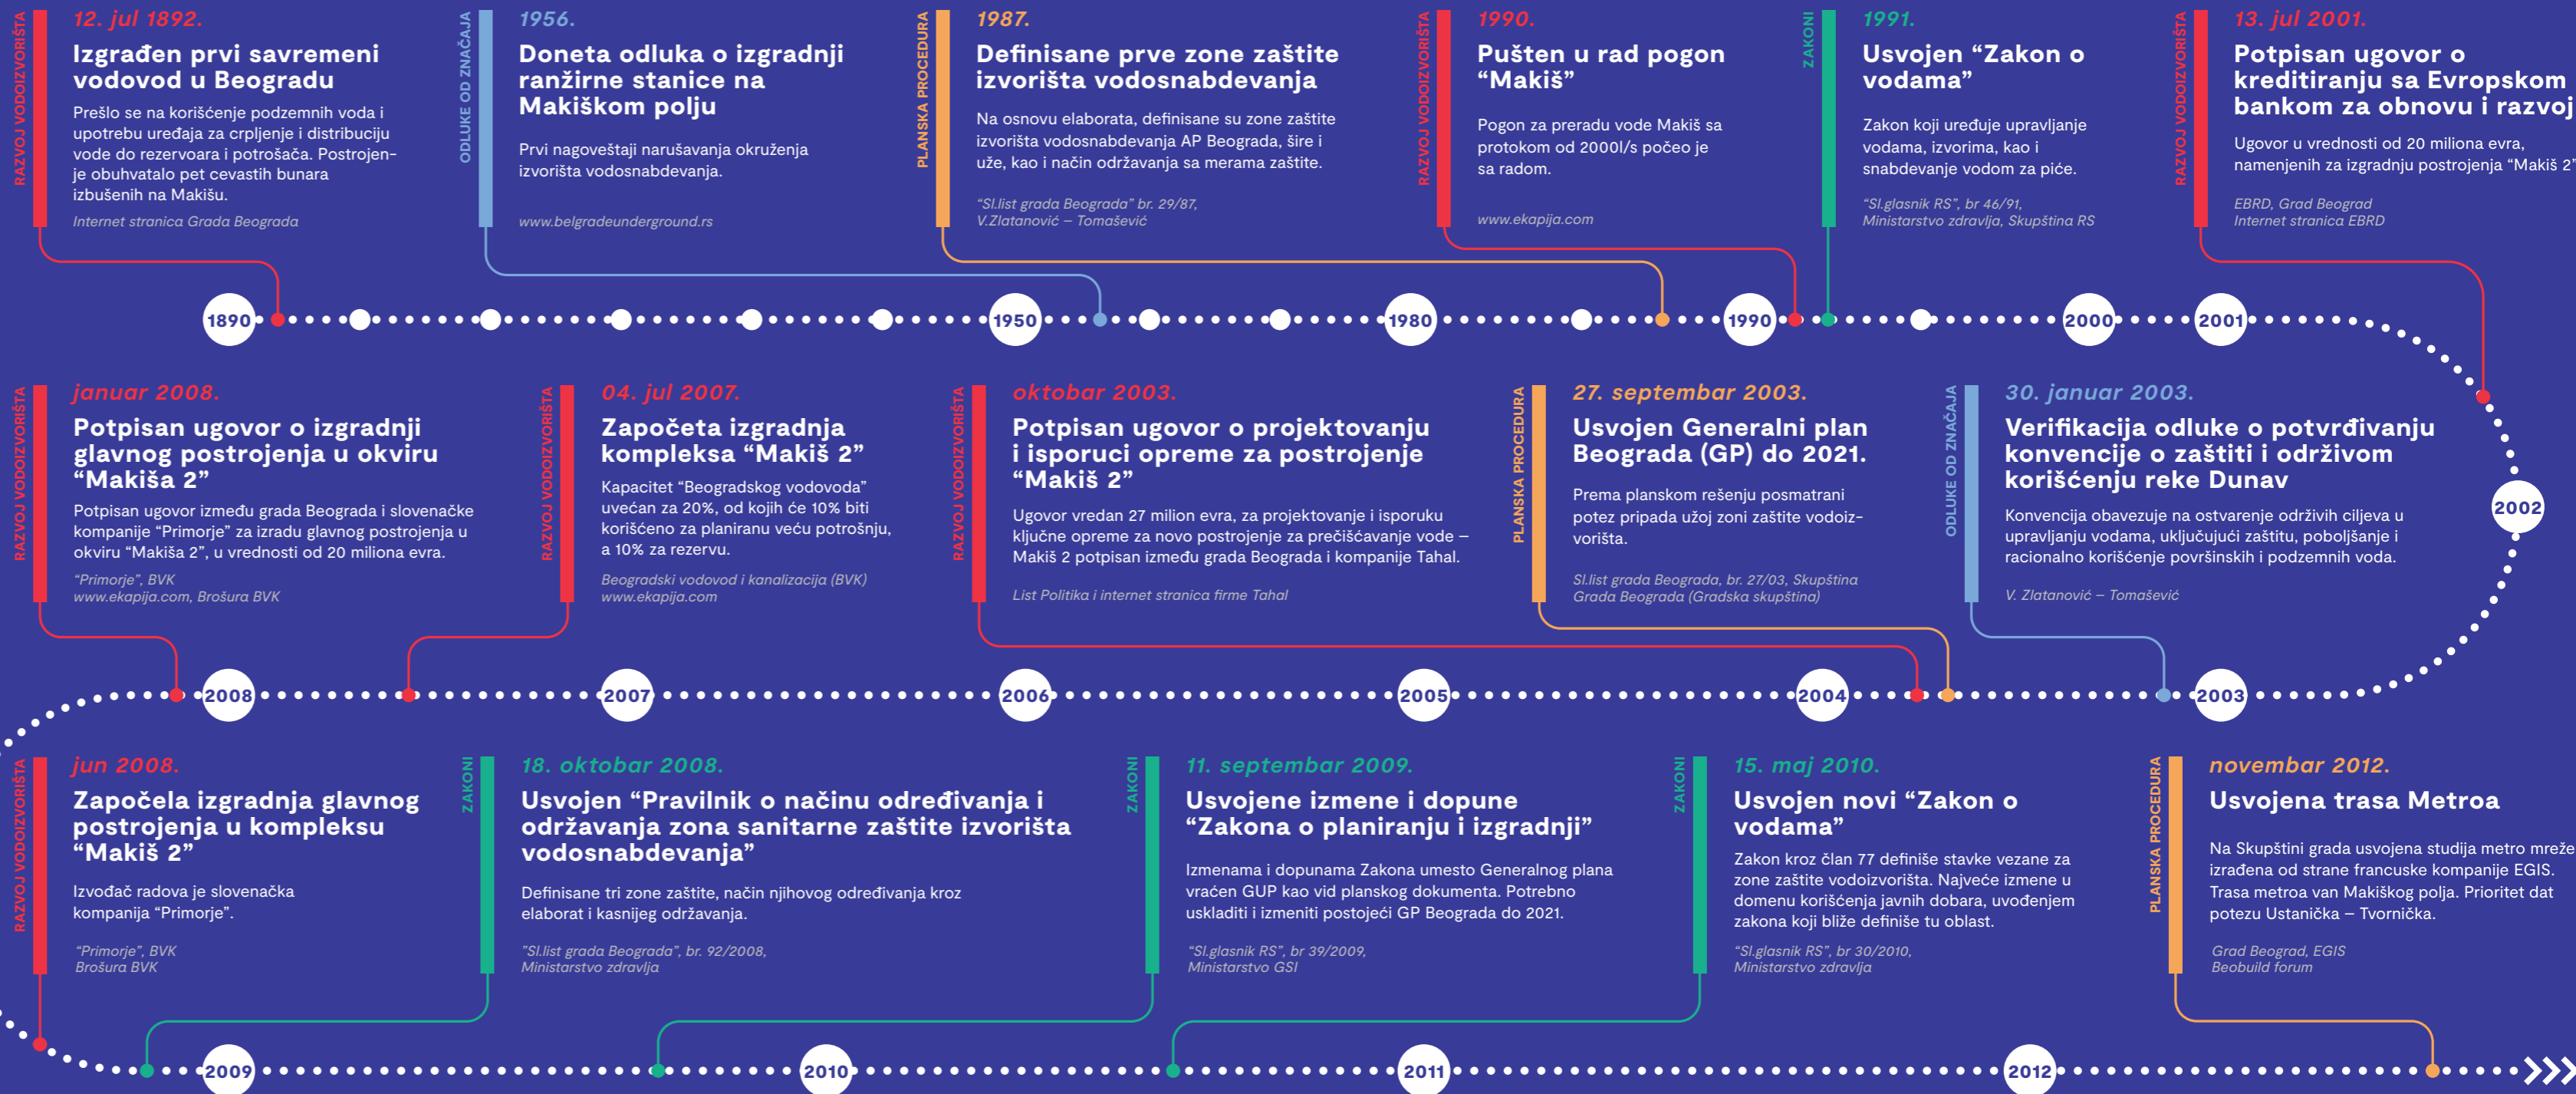 RAZVOJ VODOIZVORIŠTA
12. jul 1892.
Izgrađen prvi savremeni
vodovod u Beogradu
Prešlo se na korišćenje podzemnih voda i
upotrebu uređaja za crpljenje i distribuciju
vode do rezervoara i potrošača. Postrojen-
je obuhvatalo pet cevastih bunara
izbušenih na Makišu.
Internet stranica Grada Beograda
ODLUKE OD ZNAČAJA
1956.
Doneta odluka o izgradnji
ranžirne stanice na
Makiškom polju
Prvi nagoveštaji narušavanja okruženja
izvorišta vodosnabdevanja.
www.belgradeunderground.rs
PLANSKA PROCEDURA
1987.
Definisane prve zone zaštite
izvorišta vodosnabdevanja
Na osnovu elaborata, definisane su zone zaštite
izvorišta vodosnabdevanja AP Beograda, šire i
uže, kao i način održavanja sa merama zaštite.
“Sl.list grada Beograda” br. 29/87,
V.Zlatanović – Tomašević
RAZVOJ VODOIZVORIŠTA
1990.
Pušten u rad pogon
“Makiš”
Pogon za preradu vode Makiš sa
protokom od 2000l/s počeo je
sa radom.
www.ekapija.com
ZAKONI
1991.
Usvojen “Zakon o
vodama”
Zakon koji uređuje upravljanje
vodama, izvorima, kao i
snabdevanje vodom za piće.
“Sl.glasnik RS”, br 46/91,
Ministarstvo zdravlja, Skupština RS
RAZVOJ VODOIZVORIŠTA
13. jul 2001.
Potpisan ugovor o
kreditiranju sa Evropskom
bankom za obnovu i razvoj
Ugovor u vrednosti od 20 miliona evra,
namenjenih za izgradnju postrojenja “Makiš 2”
EBRD, Grad Beograd
Internet stranica EBRD
1890
1950
1980
1990
2000
2001
RAZVOJ VODOIZVORIŠTA
januar 2008.
Potpisan ugovor o izgradnji
glavnog postrojenja u okviru
“Makiša 2”
Potpisan ugovor između grada Beograda i slovenačke
kompanije “Primorje” za izradu glavnog postrojenja u
okviru “Makiša 2”, u vrednosti od 20 miliona evra.
“Primorje”, BVK
www.ekapija.com, Brošura BVK
RAZVOJ VODOIZVORIŠTA
04. jul 2007.
Započeta izgradnja
kompleksa “Makiš 2”
Kapacitet “Beogradskog vodovoda”
uvećan za 20%, od kojih će 10% biti
korišćeno za planiranu veću potrošnju,
a 10% za rezervu.
Beogradski vodovod i kanalizacija (BVK)
www.ekapija.com
RAZVOJ VODOIZVORIŠTA
oktobar 2003.
Potpisan ugovor o projektovanju
i isporuci opreme za postrojenje
“Makiš 2”
Ugovor vredan 27 milion evra, za projektovanje i isporuku
ključne opreme za novo postrojenje za prečišćavanje vode –
Makiš 2 potpisan između grada Beograda i kompanije Tahal.
List Politika i internet stranica firme Tahal
PLANSKA PROCEDURA
27. septembar 2003.
Usvojen Generalni plan
Beograda (GP) do 2021.
Prema planskom rešenju posmatrani
potez pripada užoj zoni zaštite vodoiz-
vorišta.
Sl.list grada Beograda, br. 27/03, Skupština
Grada Beograda (Gradska skupština)
ODLUKE OD ZNAČAJA
30. januar 2003.
Verifikacija odluke o potvrđivanju
konvencije o zaštiti i održivom
korišćenju reke Dunav
Konvencija obavezuje na ostvarenje održivih ciljeva u
upravljanju vodama, uključujući zaštitu, poboljšanje i
racionalno korišćenje površinskih i podzemnih voda.
V. Zlatanović – Tomašević
2002
2008
2007
2006
2005
2004
2003
RAZVOJ VODOIZVORIŠTA
jun 2008.
Započela izgradnja glavnog
postrojenja u kompleksu
“Makiš 2”
Izvođač radova je slovenačka
kompanija “Primorje”.
“Primorje”, BVK
Brošura BVK
ZAKONI
18. oktobar 2008.
Usvojen “Pravilnik o načinu određivanja i
održavanja zona sanitarne zaštite izvorišta
vodosnabdevanja”
Definisane tri zone zaštite, način njihovog određivanja kroz
elaborat i kasnijeg održavanja.
”Sl.list grada Beograda”, br. 92/2008,
Ministarstvo zdravlja
ZAKONI
11. septembar 2009.
Usvojene izmene i dopune
“Zakona o planiranju i izgradnji”
Izmenama i dopunama Zakona umesto Generalnog plana
vraćen GUP kao vid planskog dokumenta. Potrebno
uskladiti i izmeniti postojeći GP Beograda do 2021.
“Sl.glasnik RS”, br 39/2009,
Ministarstvo GSI
ZAKONI
15. maj 2010.
Usvojen novi “Zakon o
vodama”
Zakon kroz član 77 definiše stavke vezane za
zone zaštite vodoizvorišta. Najveće izmene u
domenu korišćenja javnih dobara, uvođenjem
zakona koji bliže definiše tu oblast.
“Sl.glasnik RS”, br 30/2010,
Ministarstvo zdravlja
PLANSKA PROCEDURA
novembar 2012.
Usvojena trasa Metroa
Na Skupštini grada usvojena studija metro mreže
izrađena od strane francuske kompanije EGIS.
Trasa metroa van Makiškog polja. Prioritet dat
potezu Ustanička – Tvornička.
Grad Beograd, EGIS
Beobuild forum
2009
2010
2011
2012